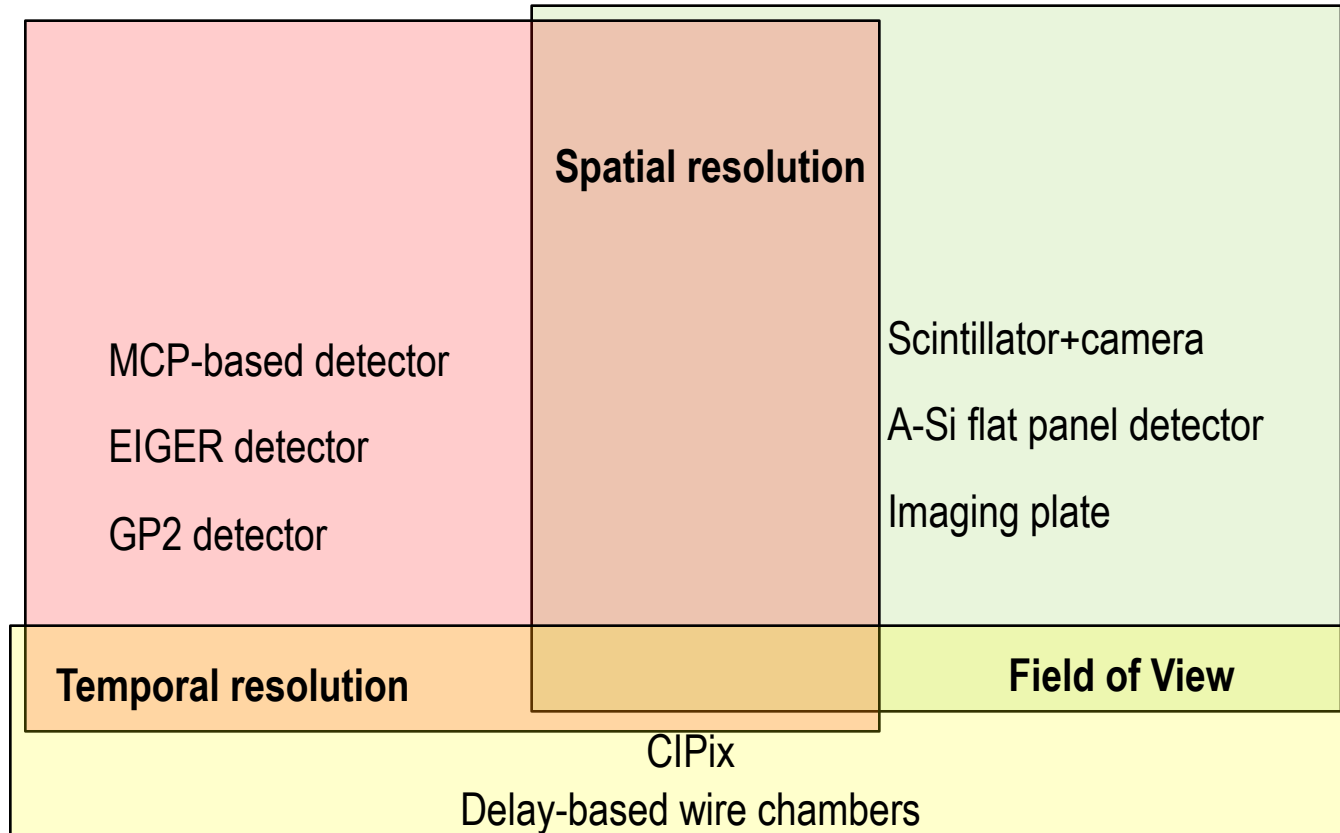 Spatial resolution
MCP-based detector
EIGER detector
GP2 detector
Scintillator+camera
A-Si flat panel detector
Imaging plate
Temporal resolution
Field of View
CIPix
Delay-based wire chambers